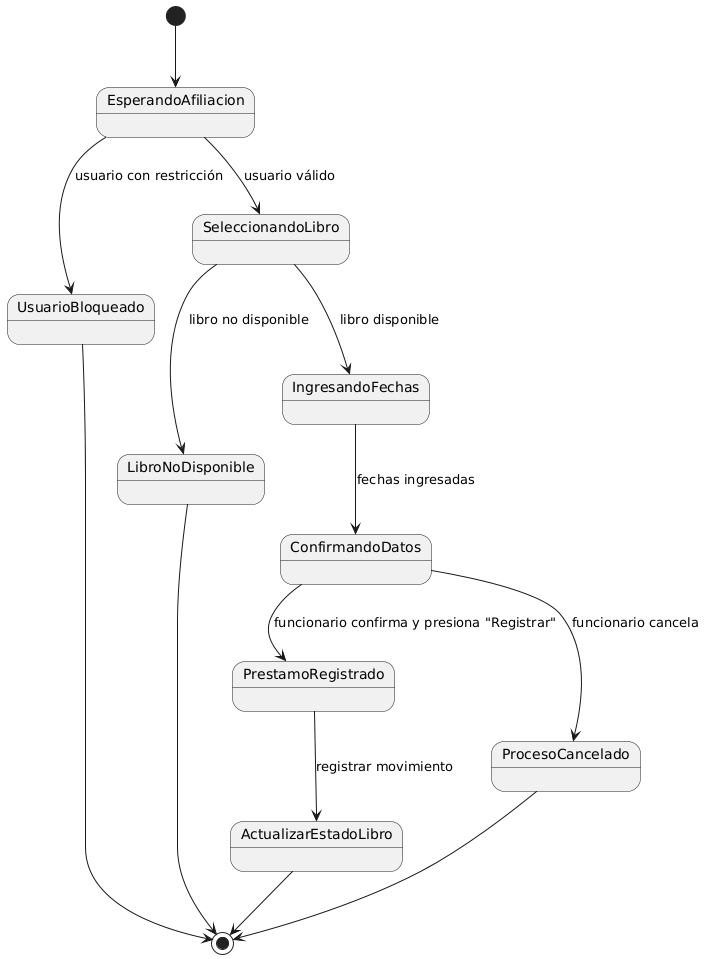 EsperandoAfiliacion
usuario con restricción
usuario válido
SeleccionandoLibro
UsuarioBloqueado
libro no disponible
libro disponible
IngresandoFechas
LibroNoDisponible
fechas ingresadas
ConfirmandoDatos
funcionario confirma y presiona "Registrar"
funcionario cancela
PrestamoRegistrado
ProcesoCancelado
registrar movimiento
ActualizarEstadoLibro